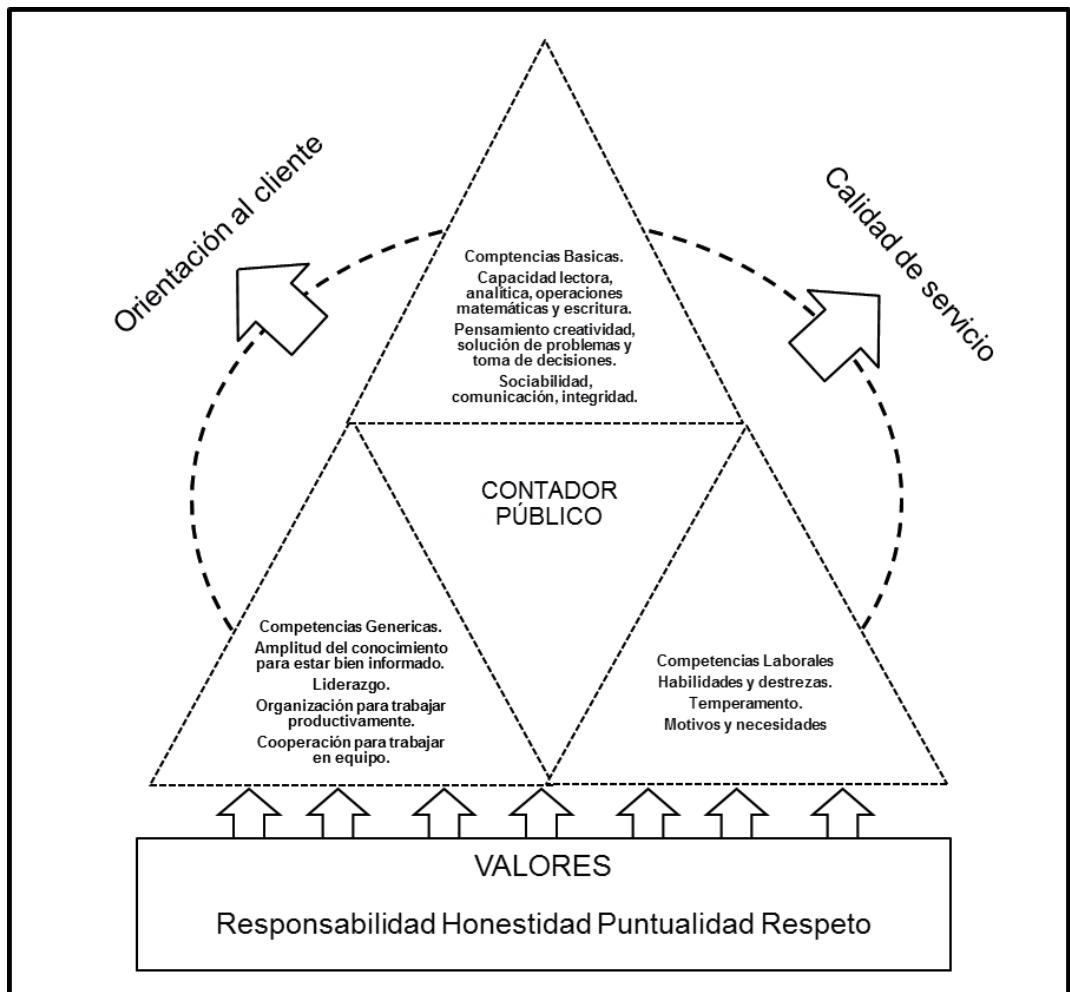 Orientación al cliente
Calidad de servicio
Comptencias Basicas.
Capacidad lectora,
analítica, operaciones
matemáticas y escritura.
Pensamiento creatividad,
solución de problemas y
toma de decisiones.
Sociabilidad,
comunicación, integridad.
CONTADOR
PÚBLICO
Competencias Genericas.
Amplitud del conocimiento
para estar bien informado.
Liderazgo.
Organización para trabajar
productivamente.
Cooperación para trabajar
en equipo.
Competencias Laborales
Habilidades y destrezas.
Temperamento.
Motivos y necesidades
VALORES
Responsabilidad Honestidad Puntualidad Respeto